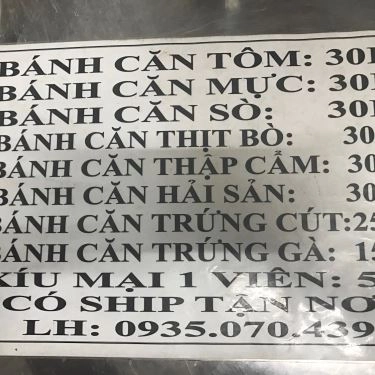 BÁNH CĂN TÔM: 30
BÁNH CĂN MỰC: 30
BÁNH CĂN SÒ: 30
BÁNH CĂN THỊT BÒ: 30
BÁNH CĂN THẬP CẨM: 30
BÁNH CĂN HẢI SẢN: 30
BÁNH CĂN TRỨNG CÚT:25
BÁNH CĂN TRỨNG GÀ: 15
XÍU MẠI 1 VIÊN: 5
CÓ SHIP TẬN NƠ
LH: 0935.070.439